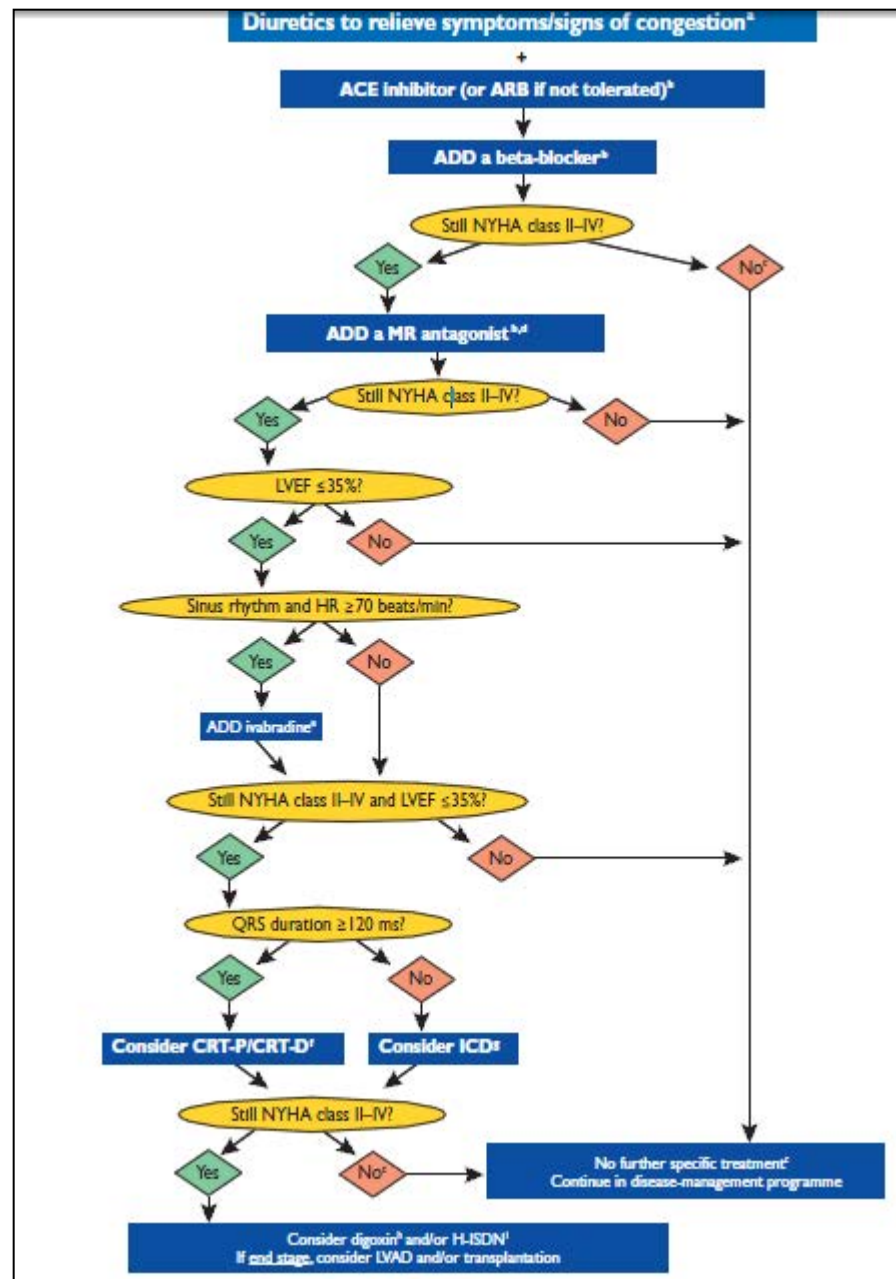 Diuretics to relieve symptoms/signs of congestionᵃ
+
ACE inhibitor (or ARB if not tolerated)ᵇ
ADD a beta-blockerᵇ
Still NYHA class II–IV?
Yes
Noᶜ
ADD a MR antagonistᵇ,ᵈ
Still NYHA class II–IV?
Yes
No
LVEF ≤35%?
Yes
No
Sinus rhythm and HR ≥70 beats/min?
Yes
No
ADD ivabradineᵉ
Still NYHA class II–IV and LVEF ≤35%?
Yes
No
QRS duration ≥120 ms?
Yes
No
Consider CRT-P/CRT-Dᶠ
Consider ICDᵍ
Still NYHA class II–IV?
Yes
Noᶜ
No further specific treatmentᶜ
Continue in disease-management programme
Consider digoxinʰ and/or H-ISDNⁱ
If end stage, consider LVAD and/or transplantation